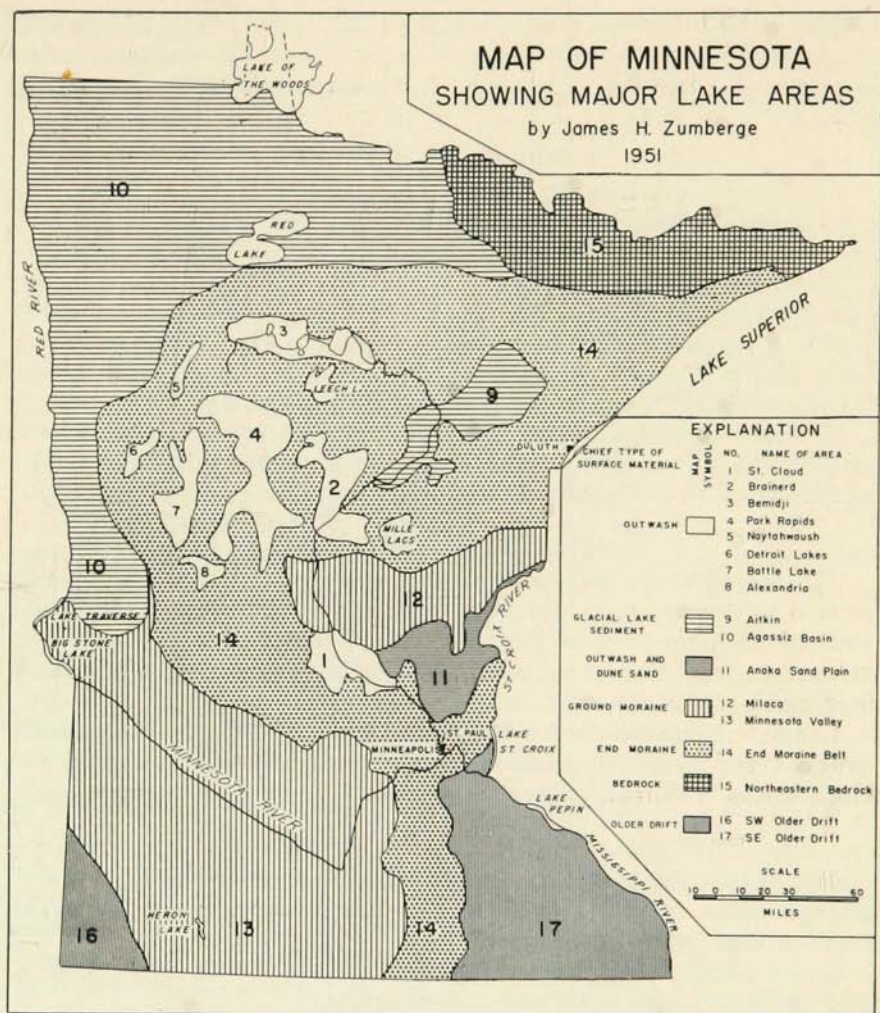 MAP OF MINNESOTA
SHOWING MAJOR LAKE AREAS
by James H. Zumberge
1951
LAKE OF
THE WOODS
10
15
RED
LAKE
RED RIVER
LAKE SUPERIOR
3
14
5
LEECH L.
9
4
6
2
7
DULUTH
MILLE
LACS
8
10
12
LAKE TRAVERSE
BIG STONE
LAKE
14
ST. CROIX RIVER
1
11
MINNEAPOLIS
ST. PAUL
LAKE
ST. CROIX
MINNESOTA RIVER
LAKE
PEPIN
MISSISSIPPI RIVER
HERON
LAKE
16
13
14
17
EXPLANATION
CHIEF TYPE OF
SURFACE MATERIAL
MAP
SYMBOL
NO. NAME OF AREA
1 St. Cloud
2 Brainerd
3 Bemidji
OUTWASH 4 Park Rapids
5 Naytahwaush
6 Detroit Lakes
7 Battle Lake
8 Alexandria
GLACIAL LAKE
SEDIMENT
9 Aitkin
10 Agassiz Basin
OUTWASH AND
DUNE SAND
11 Anoka Sand Plain
GROUND MORAINE 12 Milaca
13 Minnesota Valley
END MORAINE 14 End Moraine Belt
BEDROCK 15 Northeastern Bedrock
OLDER DRIFT 16 SW Older Drift
17 SE Older Drift
SCALE
10 0 10 20 30 60
MILES